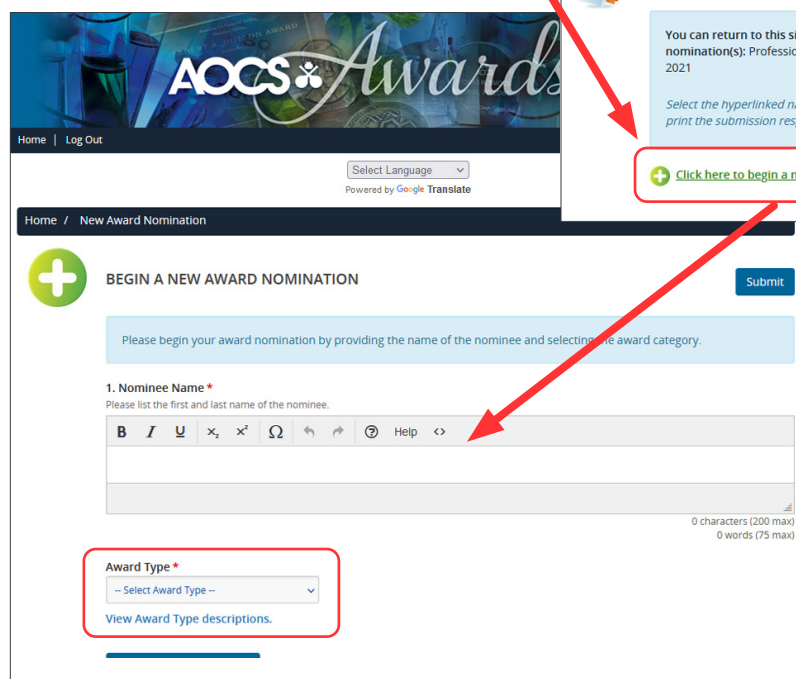 AOCS Awards
Home | Log Out
Select Language
Powered by Google Translate
You can return to this si
nomination(s): Professio
2021
Select the hyperlinked na
print the submission res
Click here to begin a n
Home / New Award Nomination
BEGIN A NEW AWARD NOMINATION
Submit
Please begin your award nomination by providing the name of the nominee and selecting the award category.
1. Nominee Name *
Please list the first and last name of the nominee.
B I U x₂ x² Ω Help <>
0 characters (200 max)
0 words (75 max)
Award Type *
-- Select Award Type --
View Award Type descriptions.